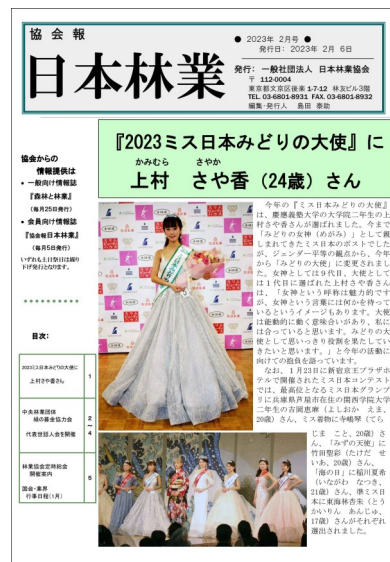 協会報
日本林業
● 2023年 2月号 ●
発行日: 2023年 2月 6日
発行: 一般社団法人 日本林業協会
〒 112-0004
東京都文京区後楽 1-7-12 林友ビル3階
TEL. 03-6801-8931 FAX. 03-6801-8932
編集・発行人 島田 泰助
『2023ミス日本みどりの大使』に
かみむら さやか
上村 さや香 (24歳) さん
協会からの
情報提供は
• 一般向け情報誌
『森林と林業』
(毎月25日発行)
• 会員向け情報誌
『協会報日本林業』
(毎月5日発行)
いずれも土日祭日は繰り
下げ発行となります。
目次:
2023ミス日本みどりの大使に
上村さや香さん
1
中央林業団体
緑の募金協力会
代表世話人会を開催
2
~
4
林業協会定時総会
開催案内
国会・業界
行事日程(1月)
5
今年の『ミス日本みどりの大使』
は、慶應義塾大学の大学院二年生の上
村さや香さんが選ばれました。今まで
「みどりの女神(めがみ)」として親
しまれてきたミス日本のポストでした
が、ジェンダー平等の観点から、今年
から「みどりの大使」に変更されまし
た。女神としては9代目、大使として
は1代目に選ばれた上村さや香さん
は、「女神という呼称は魅力的です
が、女神という言葉には何かを待って
いるというイメージもあります。大使
は能動的に動く意味合いがあり、私に
は合っていると思います。みどりの大
使として思いっきり役割を果たしてい
きたいと思います。」と今年の活動に
向けての抱負を語っています。
なお、1月23日に新宿京王プラザホ
テルで開催されたミス日本コンテスト
では、最高位となるミス日本グランプ
リに兵庫県芦屋市在住の関西学院大学
二年生の吉岡恵麻(よしおか えま、
20歳)さん、ミス着物に寺嶋琴(てら
じま こと、20歳)さ
ん、「みずの天使」に
竹田聖彩(たけだ せ
いあ、20歳)さん、
「海の日」に稲川夏希
(いながわ なつき、
21歳)さん、準ミス日
本に東海林杏朱(とう
かいりん あんじゅ、
17歳)さんがそれぞれ
選出されました。